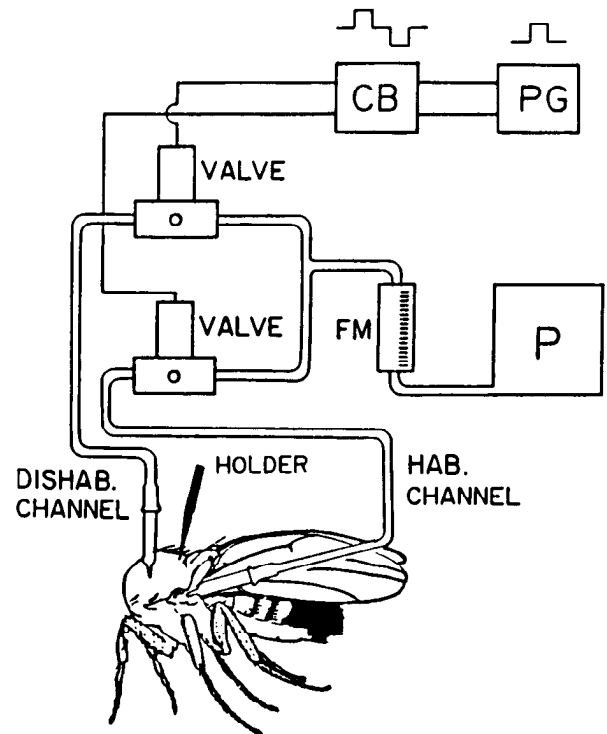 CB
PG
VALVE
VALVE
FM
P
HOLDER
DISHAB.
CHANNEL
HAB.
CHANNEL